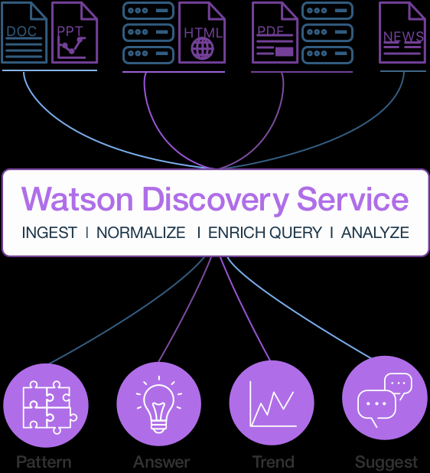 DOC PPT HTML PDF NEWS
Watson Discovery Service
INGEST | NORMALIZE | ENRICH QUERY | ANALYZE
Pattern Answer Trend Suggest